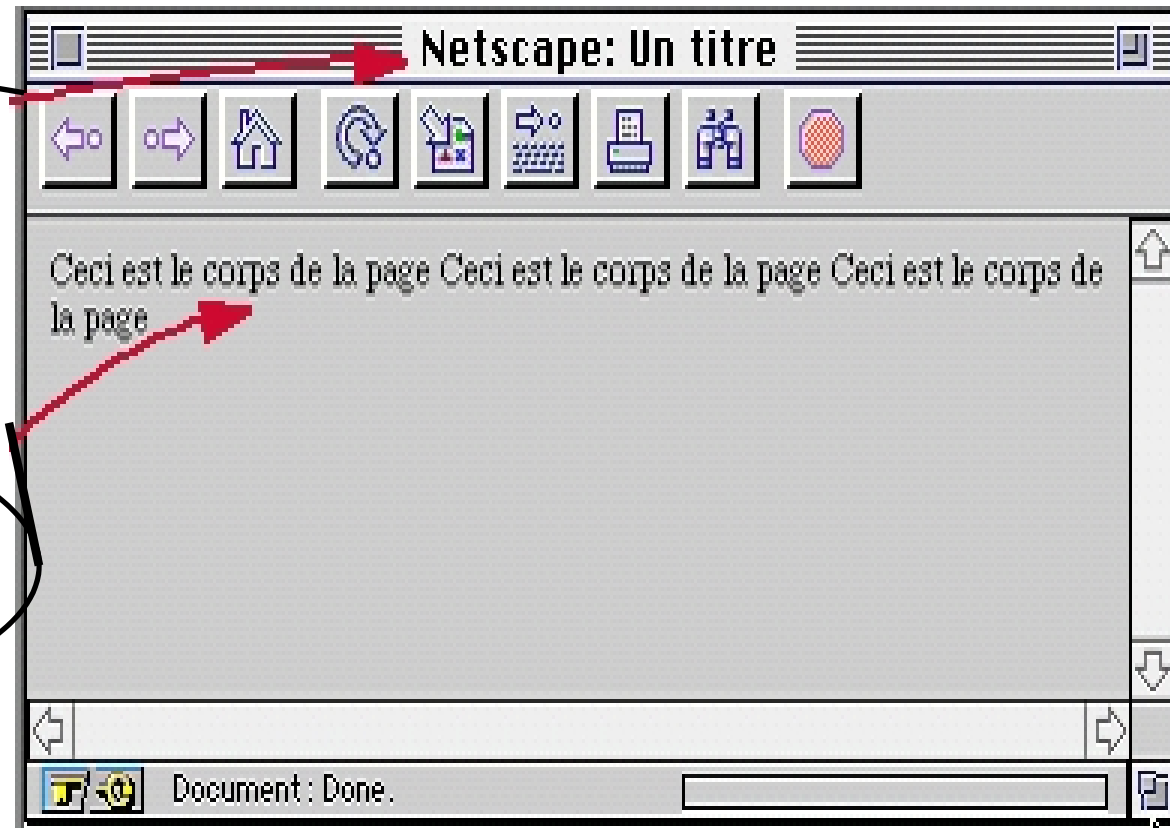 Netscape: Un titre
Ceci est le corps de la page Ceci est le corps de la page Ceci est le corps de
la page
Document : Done.